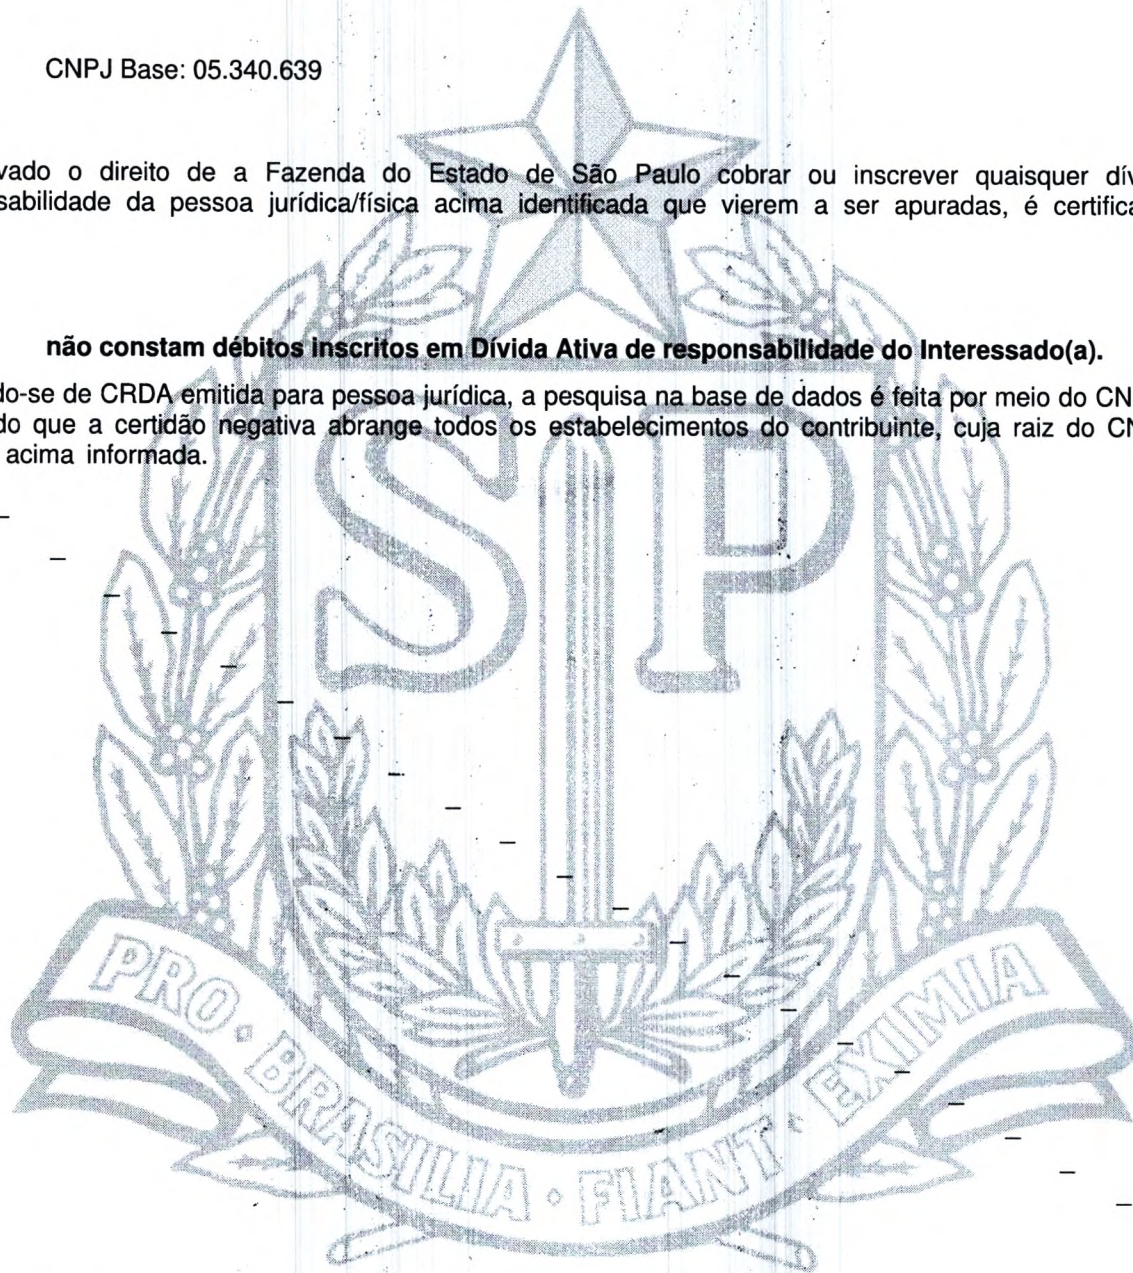 CNPJ Base: 05.340.639
vado o direito de a Fazenda do Estado de São Paulo cobrar ou inscrever quaisquer dív
sabilidade da pessoa jurídica/física acima identificada que vierem a ser apuradas, é certifica
não constam débitos inscritos em Dívida Ativa de responsabilidade do Interessado(a).
do-se de CRDA emitida para pessoa jurídica, a pesquisa na base de dados é feita por meio do CN
do que a certidão negativa abrange todos os estabelecimentos do contribuinte, cuja raiz do CN
acima informada.
SP
PRO • BRASILIA • FIANT • EXIMIA